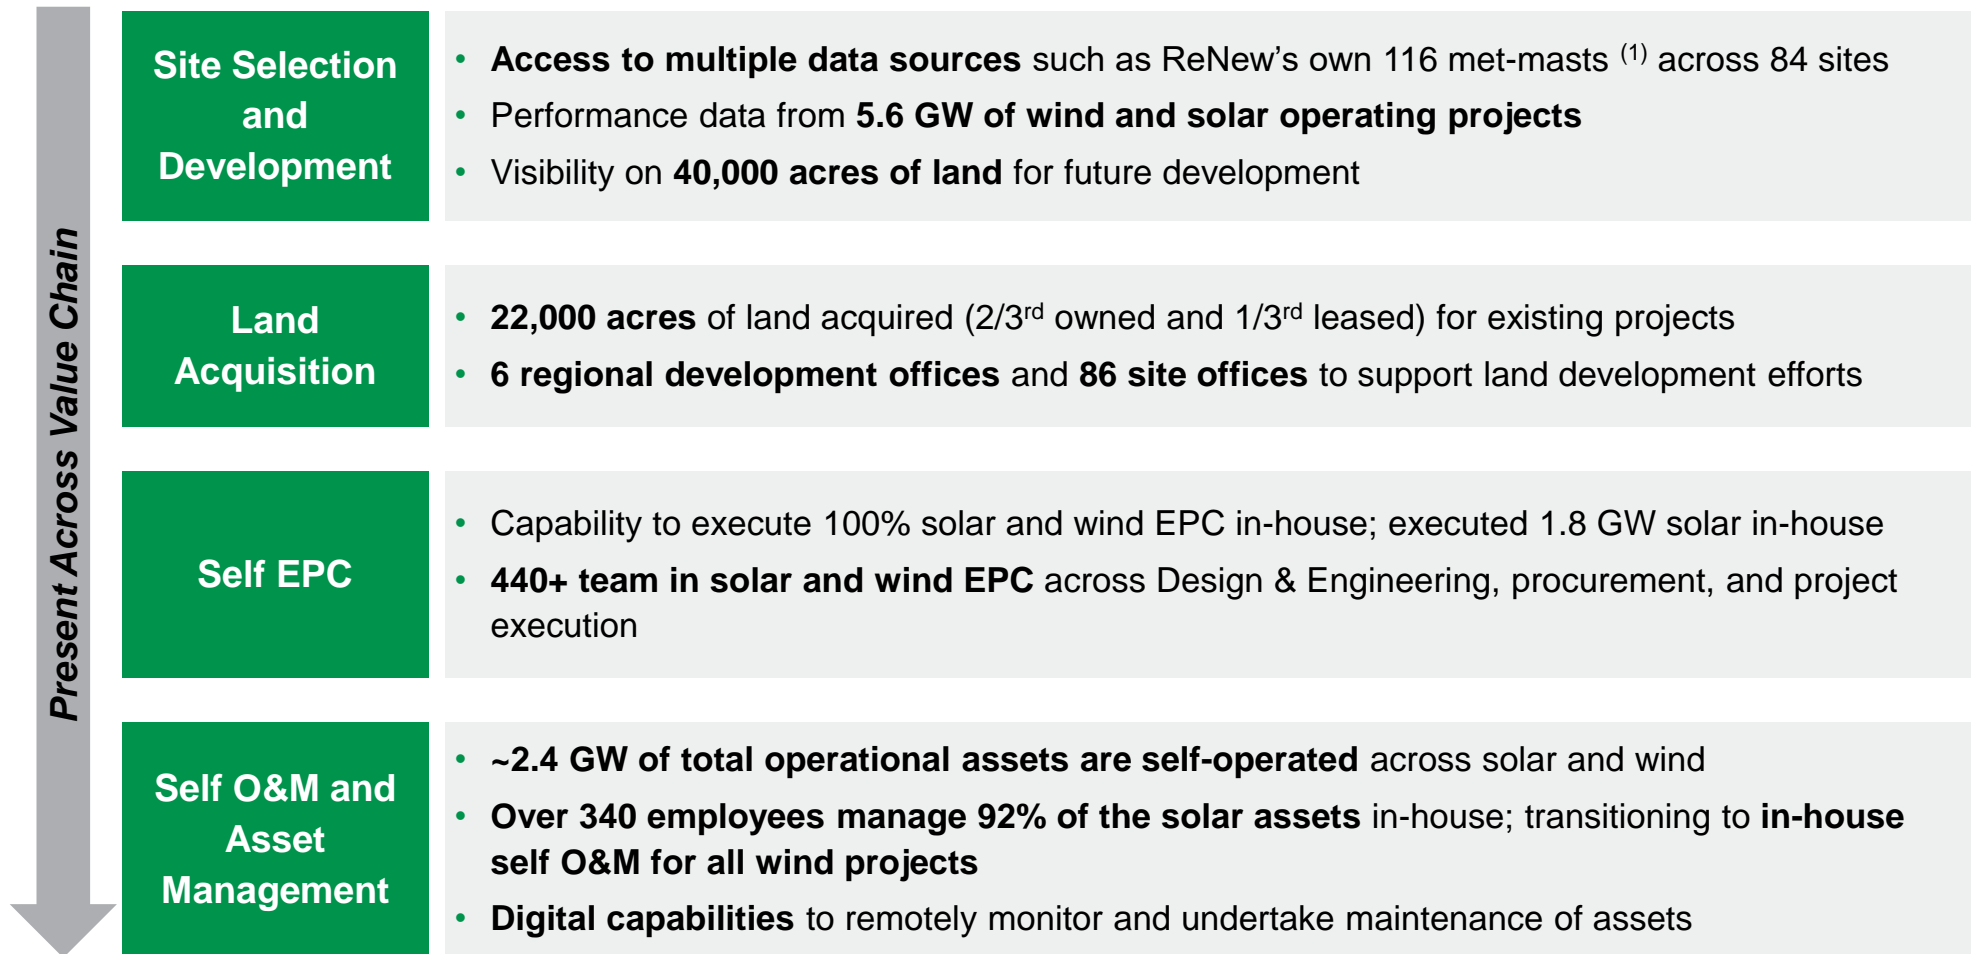 Present Across Value Chain
Site Selection
and
Development
• Access to multiple data sources such as ReNew’s own 116 met-masts (1) across 84 sites
• Performance data from 5.6 GW of wind and solar operating projects
• Visibility on 40,000 acres of land for future development
Land
Acquisition
• 22,000 acres of land acquired (2/3rd owned and 1/3rd leased) for existing projects
• 6 regional development offices and 86 site offices to support land development efforts
Self EPC
• Capability to execute 100% solar and wind EPC in-house; executed 1.8 GW solar in-house
• 440+ team in solar and wind EPC across Design & Engineering, procurement, and project
execution
Self O&M and
Asset
Management
• ~2.4 GW of total operational assets are self-operated across solar and wind
• Over 340 employees manage 92% of the solar assets in-house; transitioning to in-house
self O&M for all wind projects
• Digital capabilities to remotely monitor and undertake maintenance of assets